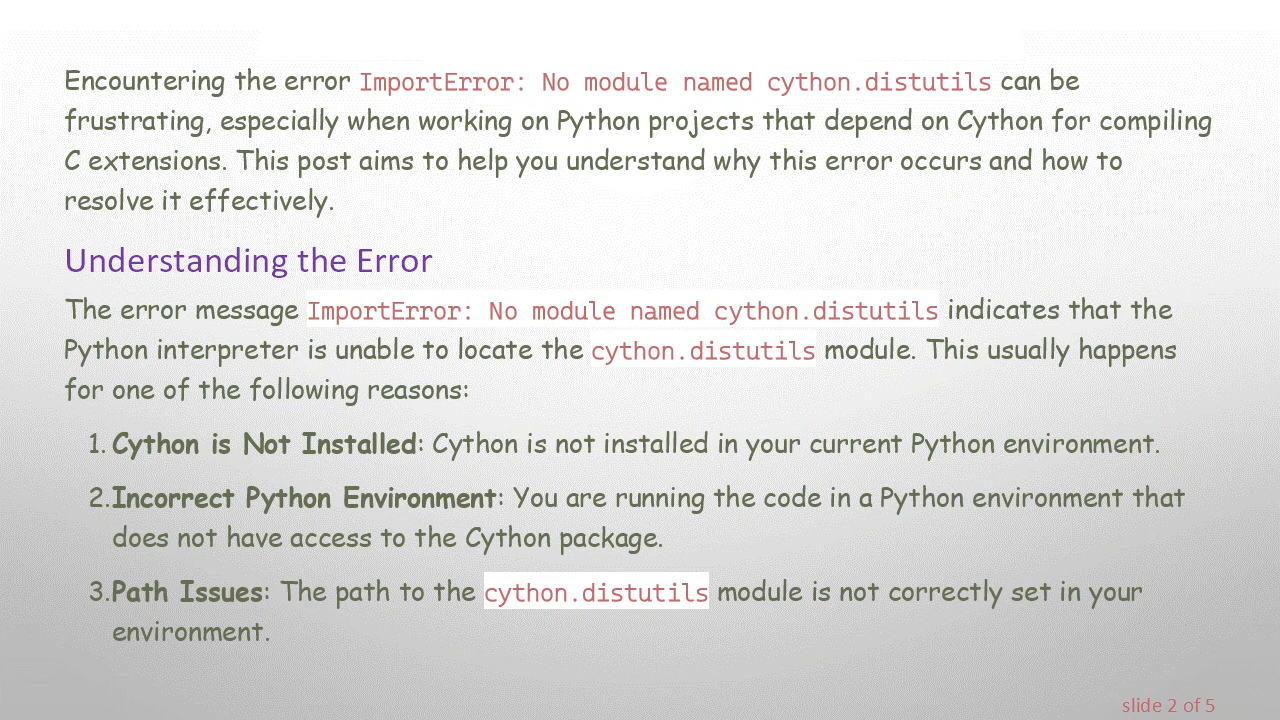 Encountering the error ImportError: No module named cython.distutils can be
frustrating, especially when working on Python projects that depend on Cython for compiling
C extensions. This post aims to help you understand why this error occurs and how to
resolve it effectively.
Understanding the Error
The error message ImportError: No module named cython.distutils indicates that the
Python interpreter is unable to locate the cython.distutils module. This usually happens
for one of the following reasons:
1. Cython is Not Installed: Cython is not installed in your current Python environment.
2. Incorrect Python Environment: You are running the code in a Python environment that
does not have access to the Cython package.
3. Path Issues: The path to the cython.distutils module is not correctly set in your
environment.
slide 2 of 5